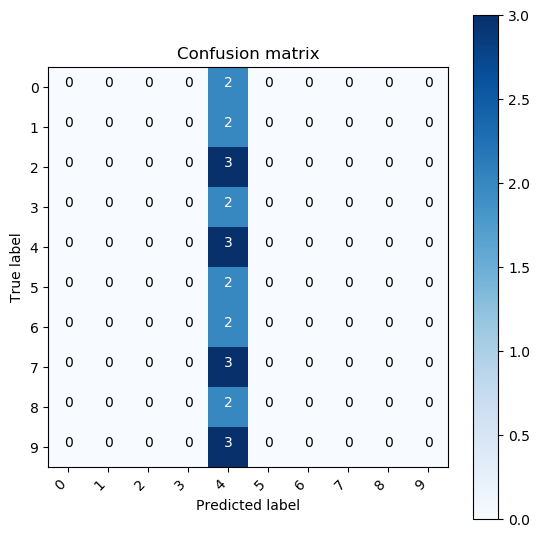 Confusion matrix
0 0 0 0 0 2 0 0 0 0 0
1 0 0 0 0 2 0 0 0 0 0
2 0 0 0 0 3 0 0 0 0 0
3 0 0 0 0 2 0 0 0 0 0
4 0 0 0 0 3 0 0 0 0 0
5 0 0 0 0 2 0 0 0 0 0
6 0 0 0 0 2 0 0 0 0 0
7 0 0 0 0 3 0 0 0 0 0
8 0 0 0 0 2 0 0 0 0 0
9 0 0 0 0 3 0 0 0 0 0
True label
0 1 2 3 4 5 6 7 8 9
Predicted label
3.0
2.5
2.0
1.5
1.0
0.5
0.0